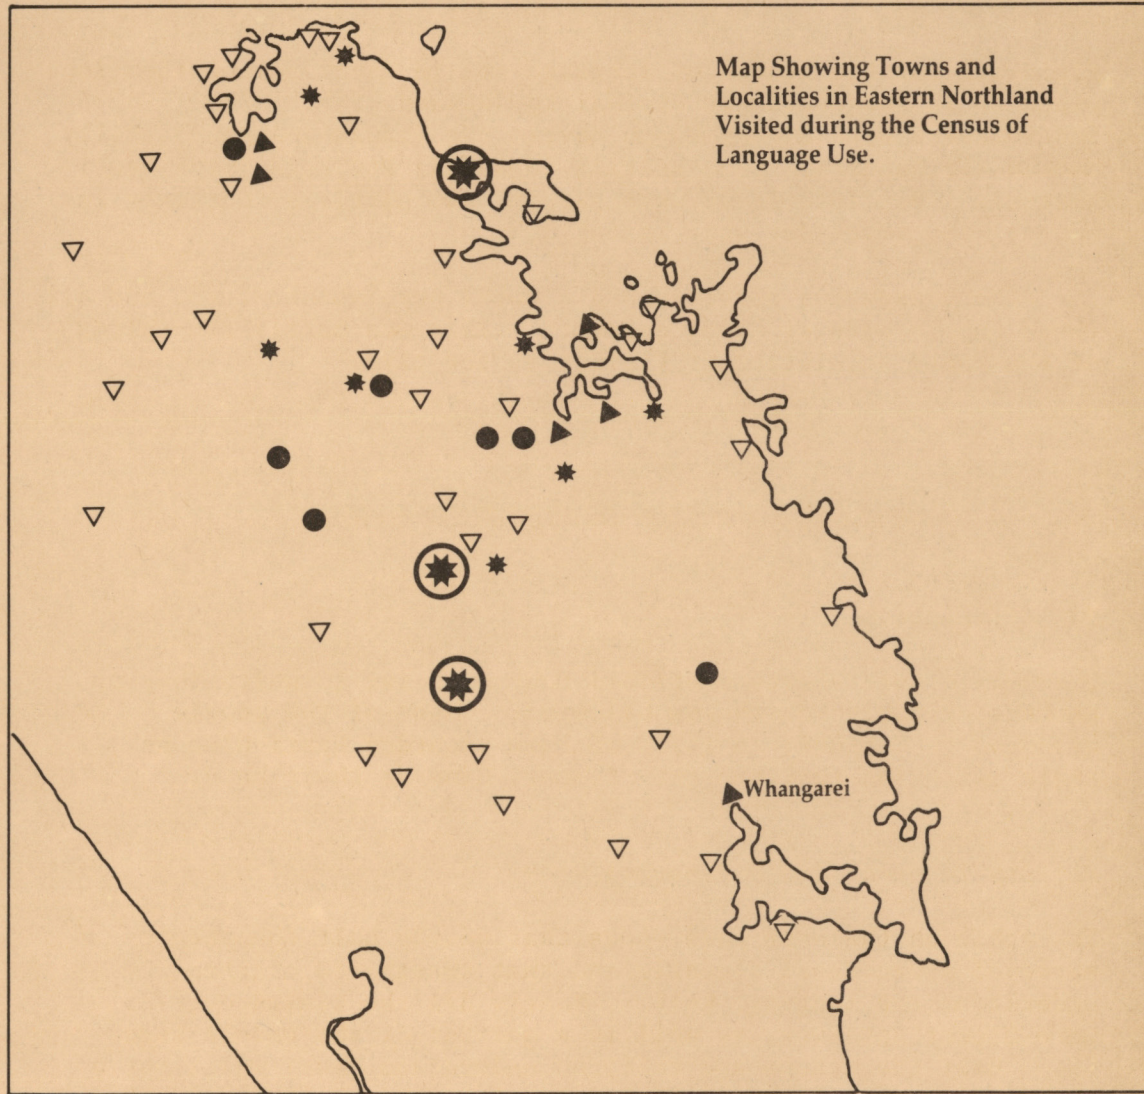 Map Showing Towns and
Localities in Eastern Northland
Visited during the Census of
Language Use.
Whangarei